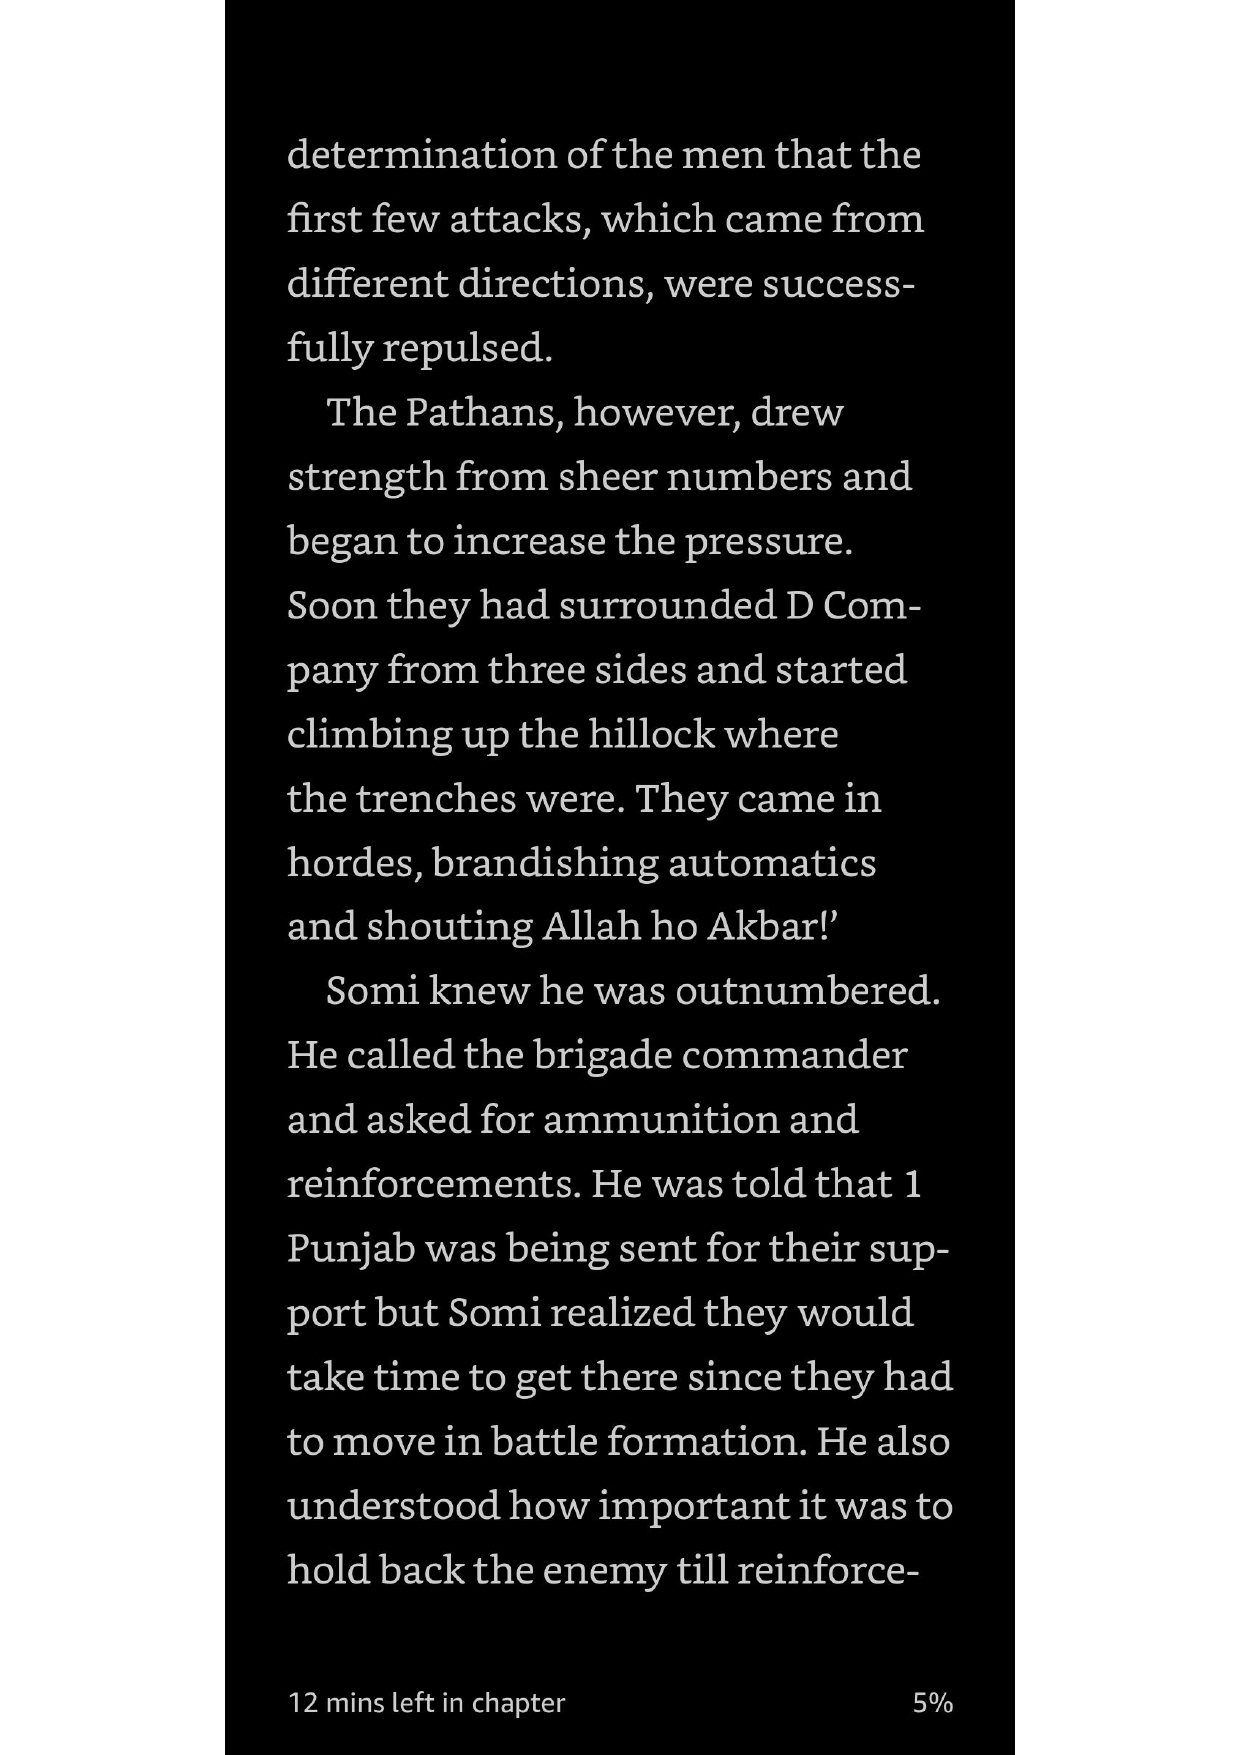 determination of the men that the
first few attacks, which came from
different directions, were success-
fully repulsed.
The Pathans, however, drew
strength from sheer numbers and
began to increase the pressure.
Soon they had surrounded D Com-
pany from three sides and started
climbing up the hillock where
the trenches were. They came in
hordes, brandishing automatics
and shouting Allah ho Akbar!’
Somi knew he was outnumbered.
He called the brigade commander
and asked for ammunition and
reinforcements. He was told that 1
Punjab was being sent for their sup-
port but Somi realized they would
take time to get there since they had
to move in battle formation. He also
understood how important it was to
hold back the enemy till reinforce-
12 mins left in chapter 5%